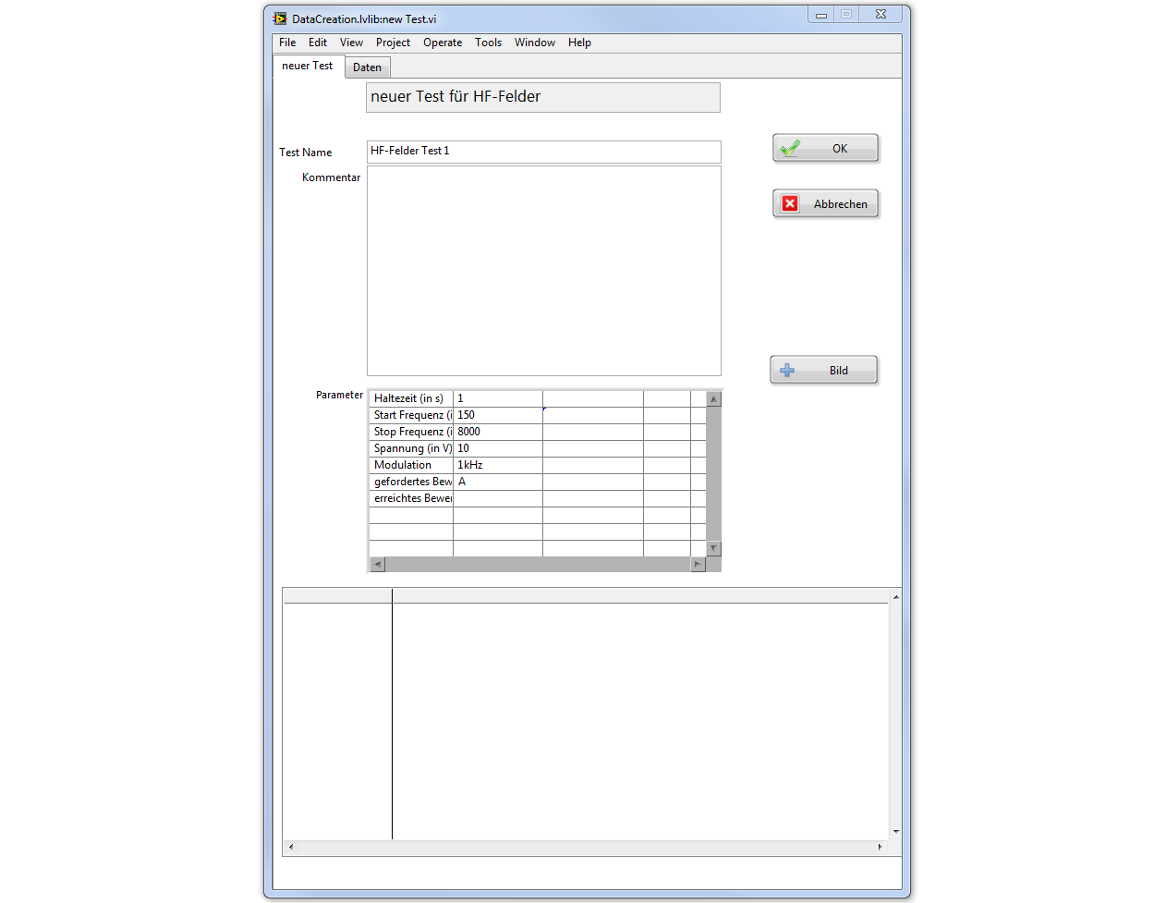 DataCreation.lvlib:new Test.vi
File Edit View Project Operate Tools Window Help
neuer Test Daten
neuer Test für HF-Felder
Test Name HF-Felder Test 1
OK
Kommentar
Abbrechen
Bild
Parameter
Haltezeit (in s) 1
Start Frequenz (i 150
Stop Frequenz (i 8000
Spannung (in V) 10
Modulation 1kHz
gefordertes Bew A
erreichtes Bewer